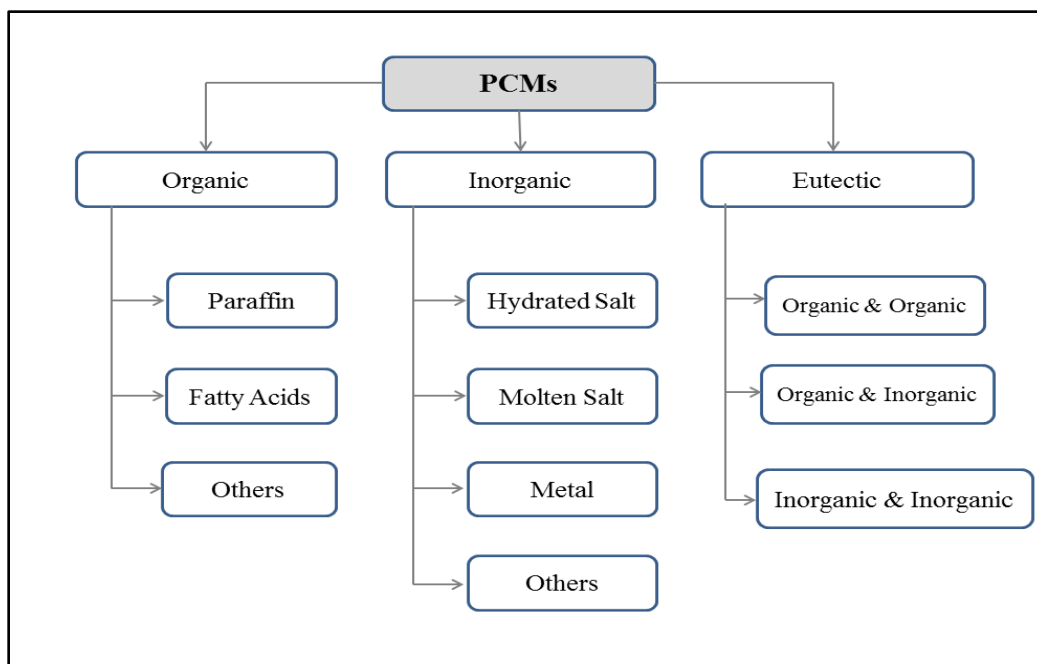 PCMs
Organic
Inorganic
Eutectic
Paraffin
Fatty Acids
Others
Hydrated Salt
Molten Salt
Metal
Others
Organic & Organic
Organic & Inorganic
Inorganic & Inorganic